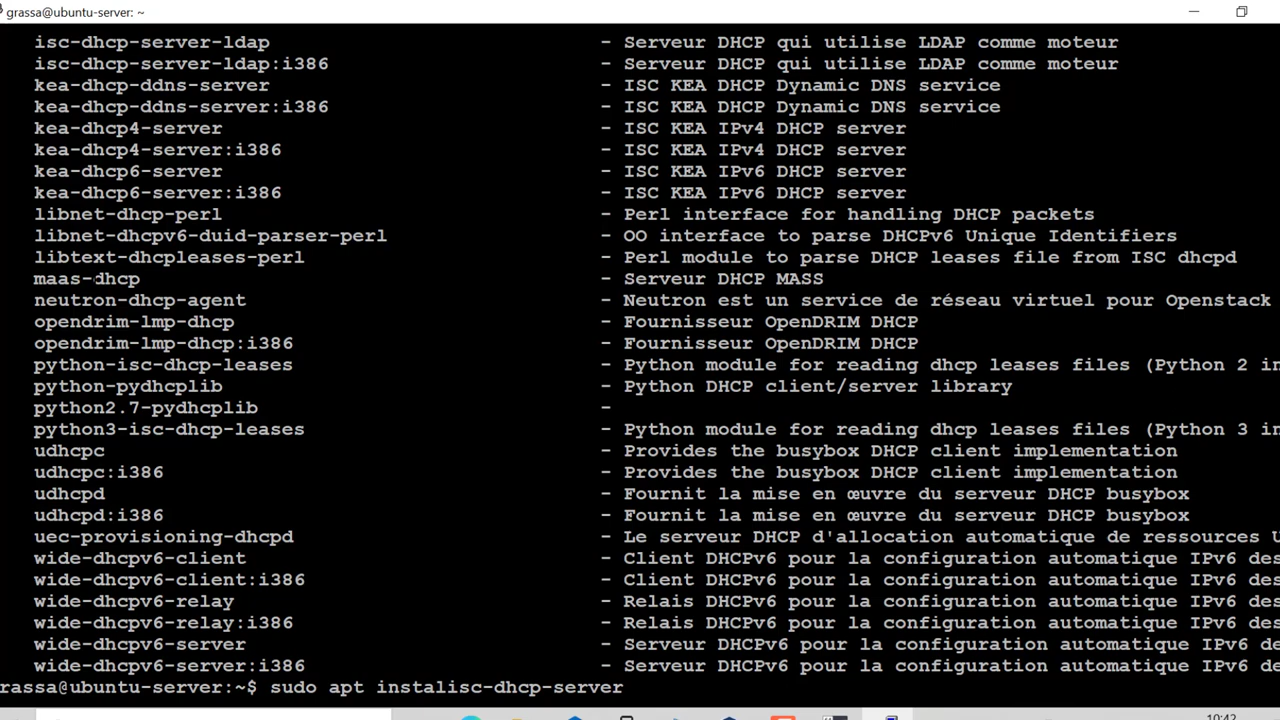 grassa@ubuntu-server: ~
isc-dhcp-server-ldap - Serveur DHCP qui utilise LDAP comme moteur
isc-dhcp-server-ldap:i386 - Serveur DHCP qui utilise LDAP comme moteur
kea-dhcp-ddns-server - ISC KEA DHCP Dynamic DNS service
kea-dhcp-ddns-server:i386 - ISC KEA DHCP Dynamic DNS service
kea-dhcp4-server - ISC KEA IPv4 DHCP server
kea-dhcp4-server:i386 - ISC KEA IPv4 DHCP server
kea-dhcp6-server - ISC KEA IPv6 DHCP server
kea-dhcp6-server:i386 - ISC KEA IPv6 DHCP server
libnet-dhcp-perl - Perl interface for handling DHCP packets
libnet-dhcpv6-duid-parser-perl - OO interface to parse DHCPv6 Unique Identifiers
libtext-dhcpleases-perl - Perl module to parse DHCP leases file from ISC dhcpd
maas-dhcp - Serveur DHCP MASS
neutron-dhcp-agent - Neutron est un service de réseau virtuel pour Openstack
opendrim-lmp-dhcp - Fournisseur OpenDRIM DHCP
opendrim-lmp-dhcp:i386 - Fournisseur OpenDRIM DHCP
python-isc-dhcp-leases - Python module for reading dhcp leases files (Python 2 in
python-pydhcplib - Python DHCP client/server library
python2.7-pydhcplib -
python3-isc-dhcp-leases - Python module for reading dhcp leases files (Python 3 in
udhcpc - Provides the busybox DHCP client implementation
udhcpc:i386 - Provides the busybox DHCP client implementation
udhcpd - Fournit la mise en œuvre du serveur DHCP busybox
udhcpd:i386 - Fournit la mise en œuvre du serveur DHCP busybox
uec-provisioning-dhcpd - Le serveur DHCP d'allocation automatique de ressources U
wide-dhcpv6-client - Client DHCPv6 pour la configuration automatique IPv6 des
wide-dhcpv6-client:i386 - Client DHCPv6 pour la configuration automatique IPv6 des
wide-dhcpv6-relay - Relais DHCPv6 pour la configuration automatique IPv6 des
wide-dhcpv6-relay:i386 - Relais DHCPv6 pour la configuration automatique IPv6 des
wide-dhcpv6-server - Serveur DHCPv6 pour la configuration automatique IPv6 de
wide-dhcpv6-server:i386 - Serveur DHCPv6 pour la configuration automatique IPv6 de
rassa@ubuntu-server:~$ sudo apt instalisc-dhcp-server
10:42